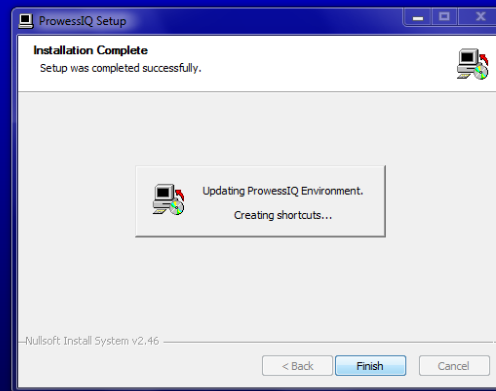 ProwessIQ Setup
Installation Complete
Setup was completed successfully.
Updating ProwessIQ Environment.
Creating shortcuts...
Nullsoft Install System v2.46
< Back
Finish
Cancel